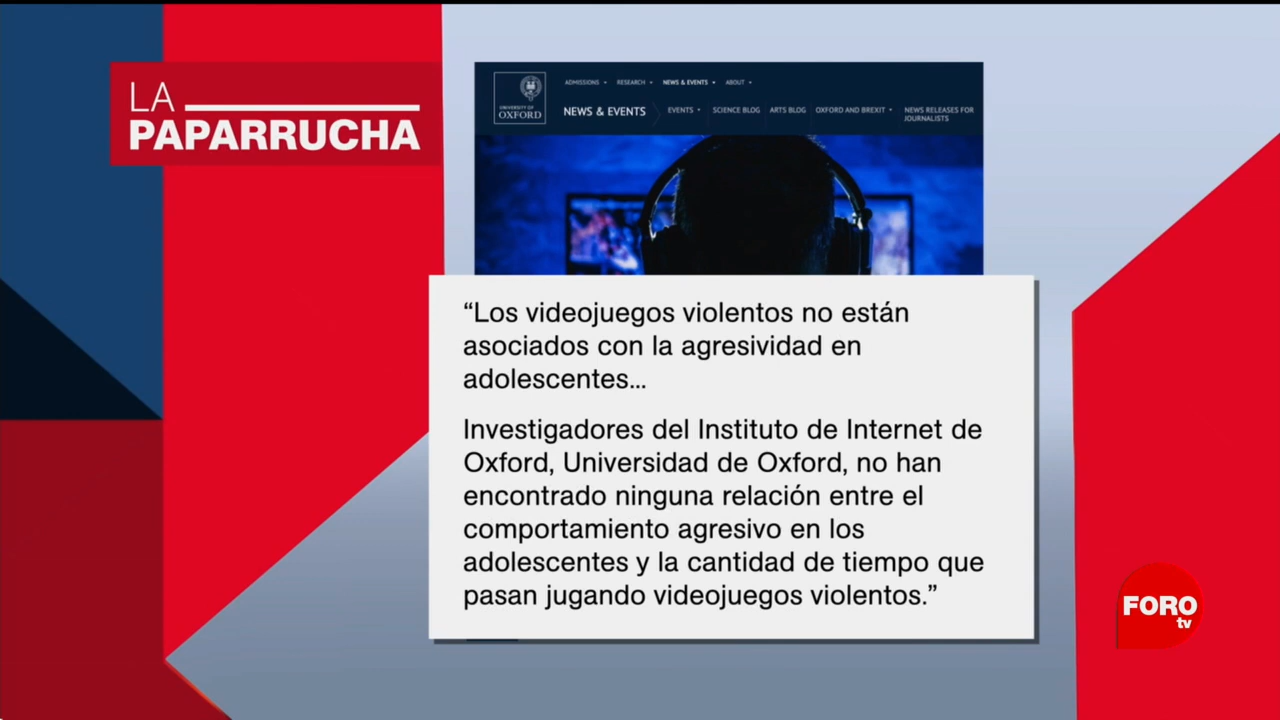 LA
PAPARRUCHA
UNIVERSITY OF
OXFORD
ADMISSIONS RESEARCH NEWS & EVENTS ABOUT
NEWS & EVENTS EVENTS SCIENCE BLOG ARTS BLOG OXFORD AND BREXIT NEWS RELEASES FOR
JOURNALISTS
“Los videojuegos violentos no están
asociados con la agresividad en
adolescentes...
Investigadores del Instituto de Internet de
Oxford, Universidad de Oxford, no han
encontrado ninguna relación entre el
comportamiento agresivo en los
adolescentes y la cantidad de tiempo que
pasan jugando videojuegos violentos.”
FORO
tv